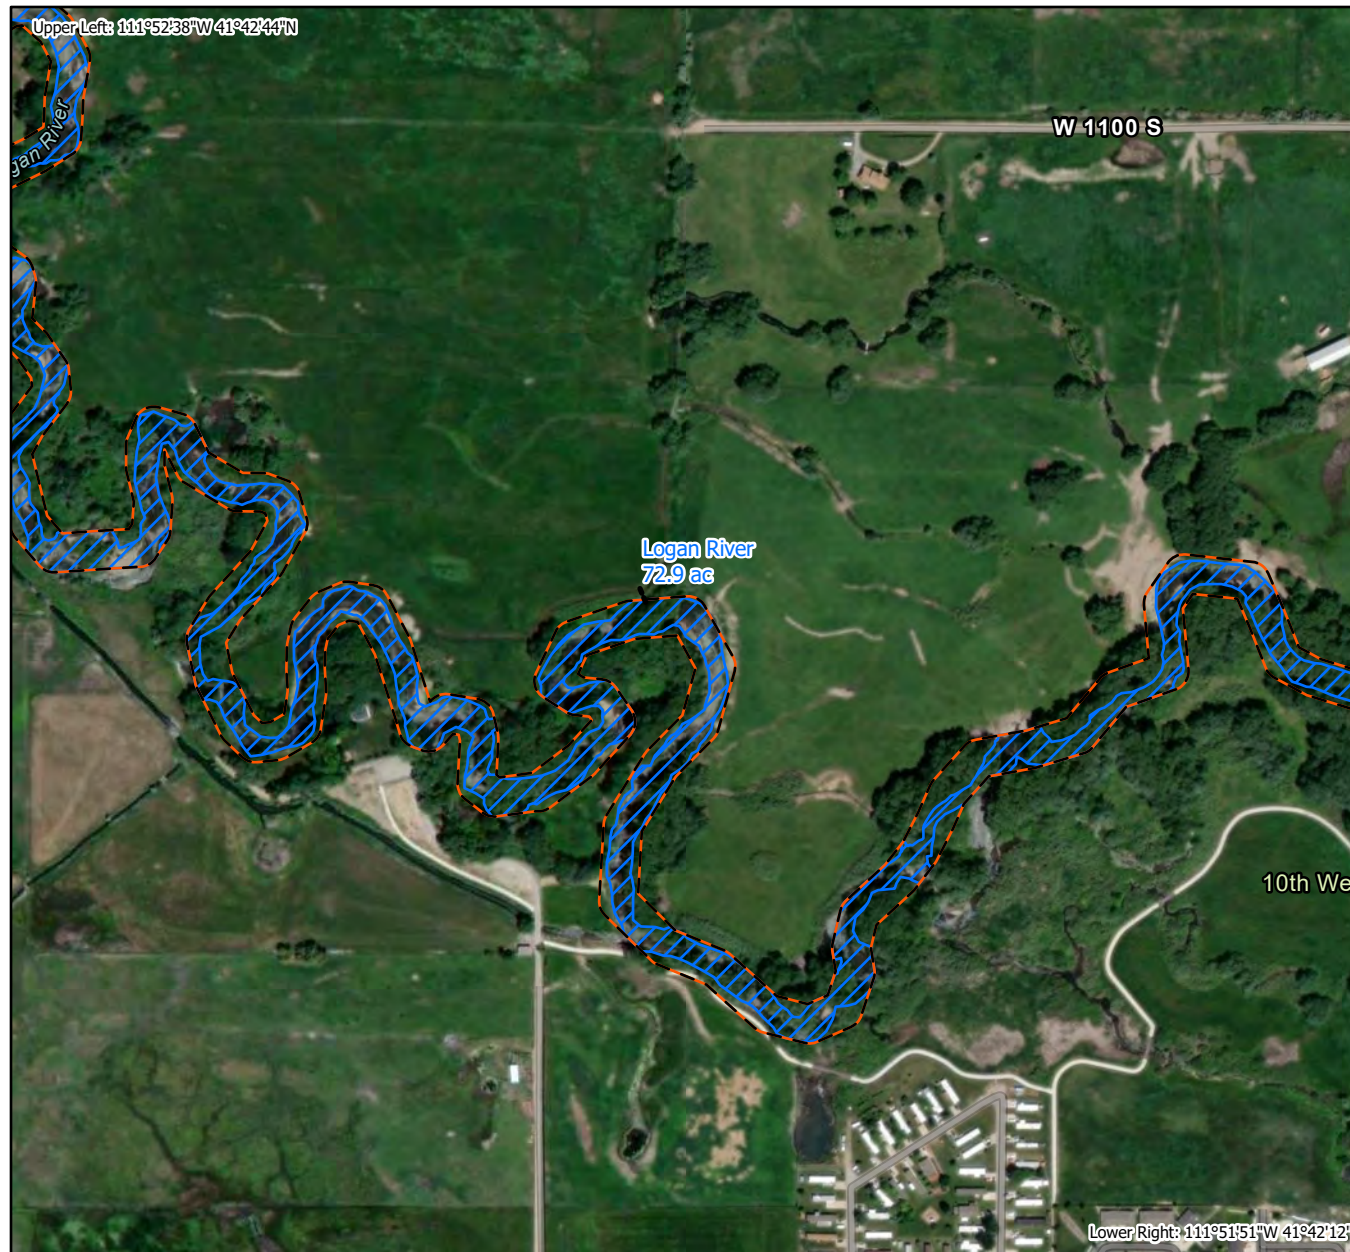 Upper Left: 111°52'38"W 41°42'44"N
gan River
W 1100 S
Logan River
72.9 ac
10th We
Lower Right: 111°51'51"W 41°42'12"